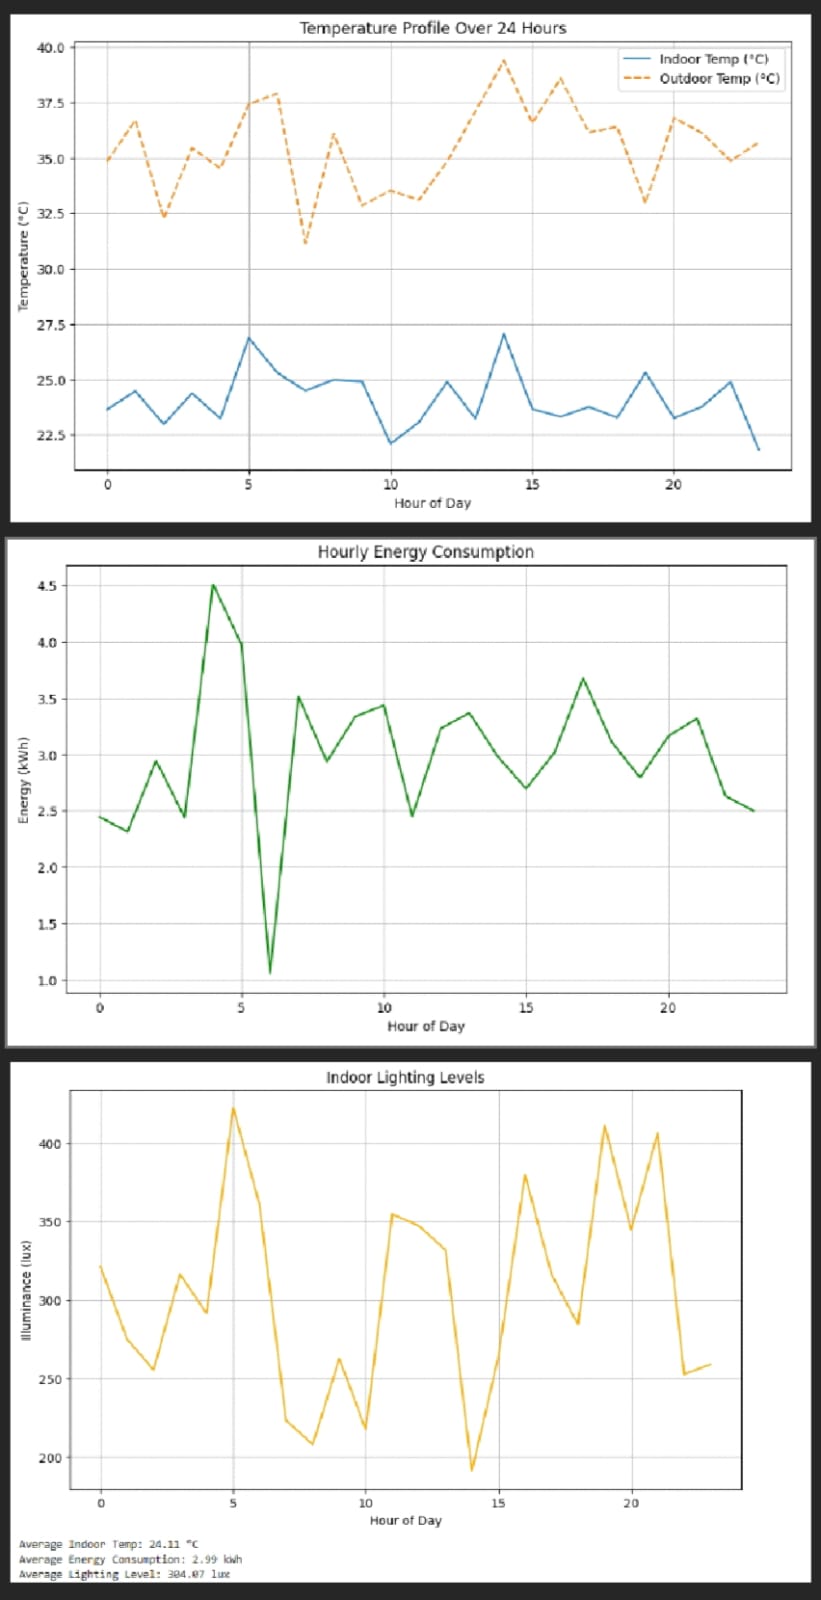 Temperature Profile Over 24 Hours
Indoor Temp (°C)
Outdoor Temp (°C)
Temperature (°C)
40.0
37.5
35.0
32.5
30.0
27.5
25.0
22.5
0 5 10 15 20
Hour of Day
Hourly Energy Consumption
Energy (kWh)
4.5
4.0
3.5
3.0
2.5
2.0
1.5
1.0
0 5 10 15 20
Hour of Day
Indoor Lighting Levels
Illuminance (lux)
400
350
300
250
200
0 5 10 15 20
Hour of Day
Average Indoor Temp: 24.11 °C
Average Energy Consumption: 2.99 kWh
Average Lighting Level: 304.07 lux